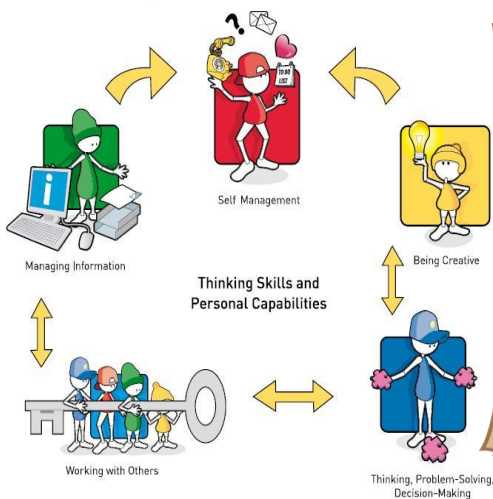 ?
TO DO
LIST
Self Management
i
Managing Information
Being Creative
Thinking Skills and
Personal Capabilities
Working with Others
Thinking, Problem-Solving,
Decision-Making